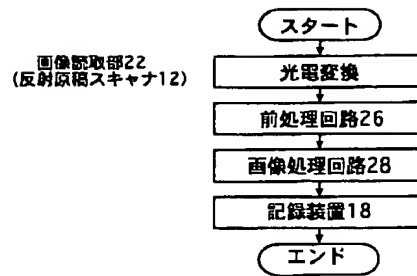 スタート
画像読取部22
(反射原稿スキャナ12)
光電変換
前処理回路26
画像処理回路28
記録装置18
エンド